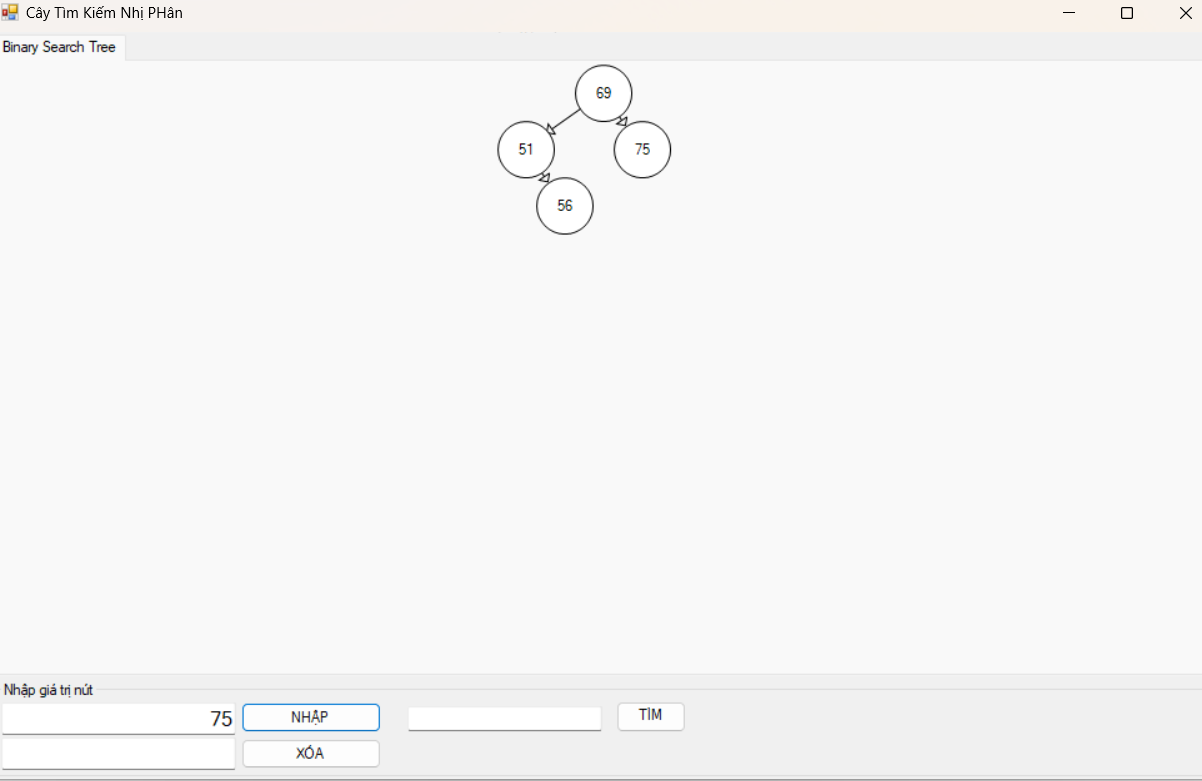 Cây Tìm Kiếm Nhị PHân
Binary Search Tree
69
51
75
56
Nhập giá trị nút
75
NHẬP
TÌM
XÓA